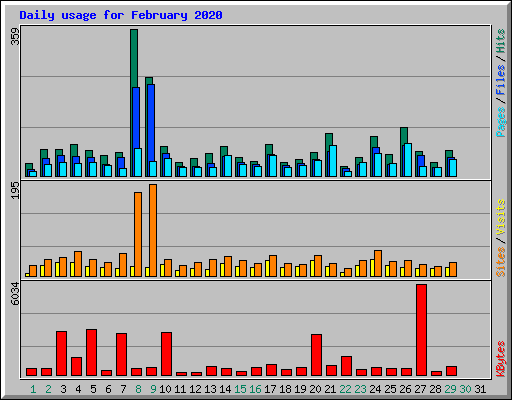 Daily usage for February 2020
359
Pages / Files / Hits
195
Sites / Visits
6034
KBytes
1 2 3 4 5 6 7 8 9 10 11 12 13 14 15 16 17 18 19 20 21 22 23 24 25 26 27 28 29 30 31